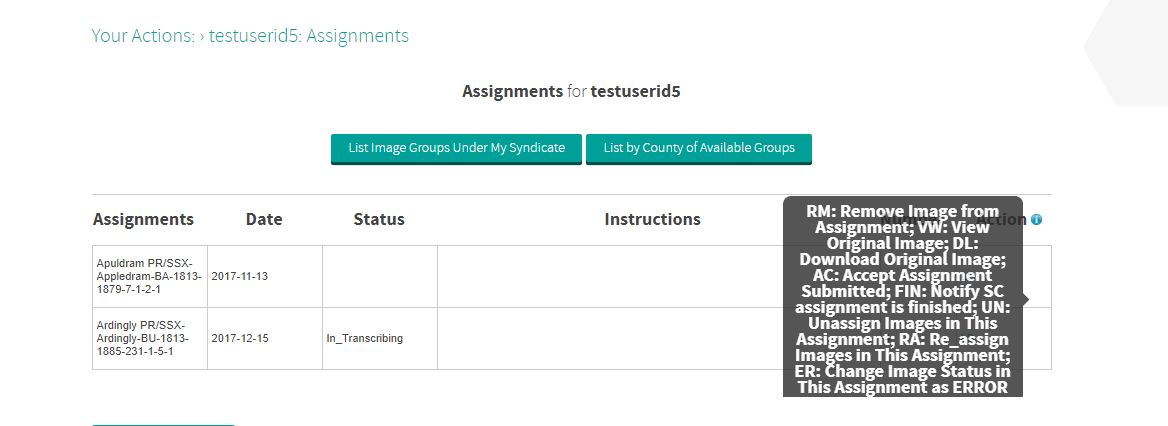 Your Actions: › testuserid5: Assignments
Assignments for testuserid5
List Image Groups Under My Syndicate List by County of Available Groups
Assignments Date Status Instructions Action
RM: Remove Image from
Assignment; VW: View
Original Image; DL:
Download Original Image;
AC: Accept Assignment
Submitted; FIN: Notify SC
assignment is finished; UN:
Unassign Images in This
Assignment; RA: Re_assign
Images in This Assignment;
ER: Change Image Status in
This Assignment as ERROR
Apuldram PR/SSX-
Appledram-BA-1813-
1879-7-1-2-1
2017-11-13
Ardingly PR/SSX-
Ardingly-BU-1813-
1885-231-1-5-1
2017-12-15
In_Transcribing